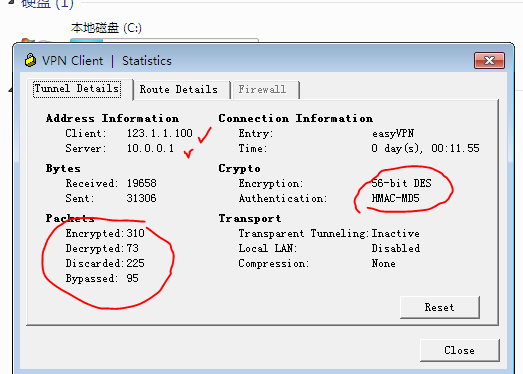 硬盘 (1)
本地磁盘 (C:)
VPN Client | Statistics
Tunnel Details Route Details Firewall
Address Information
Client: 123.1.1.100
Server: 10.0.0.1
Connection Information
Entry: easyVPN
Time: 0 day(s), 00:11.55
Bytes
Received: 19658
Sent: 31306
Crypto
Encryption: 56-bit DES
Authentication: HMAC-MD5
Packets
Encrypted: 310
Decrypted: 73
Discarded: 225
Bypassed: 95
Transport
Transparent Tunneling: Inactive
Local LAN: Disabled
Compression: None
Reset
Close